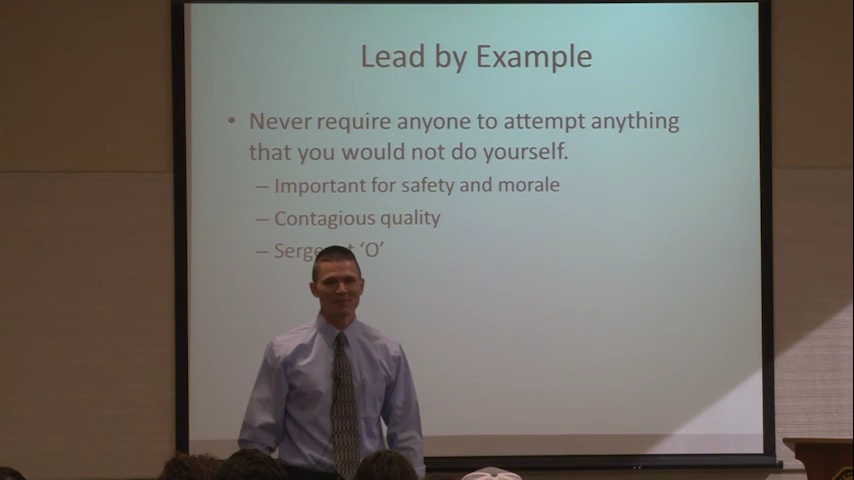 Lead by Example
• Never require anyone to attempt anything
that you would not do yourself.
– Important for safety and morale
– Contagious quality
– 'O'